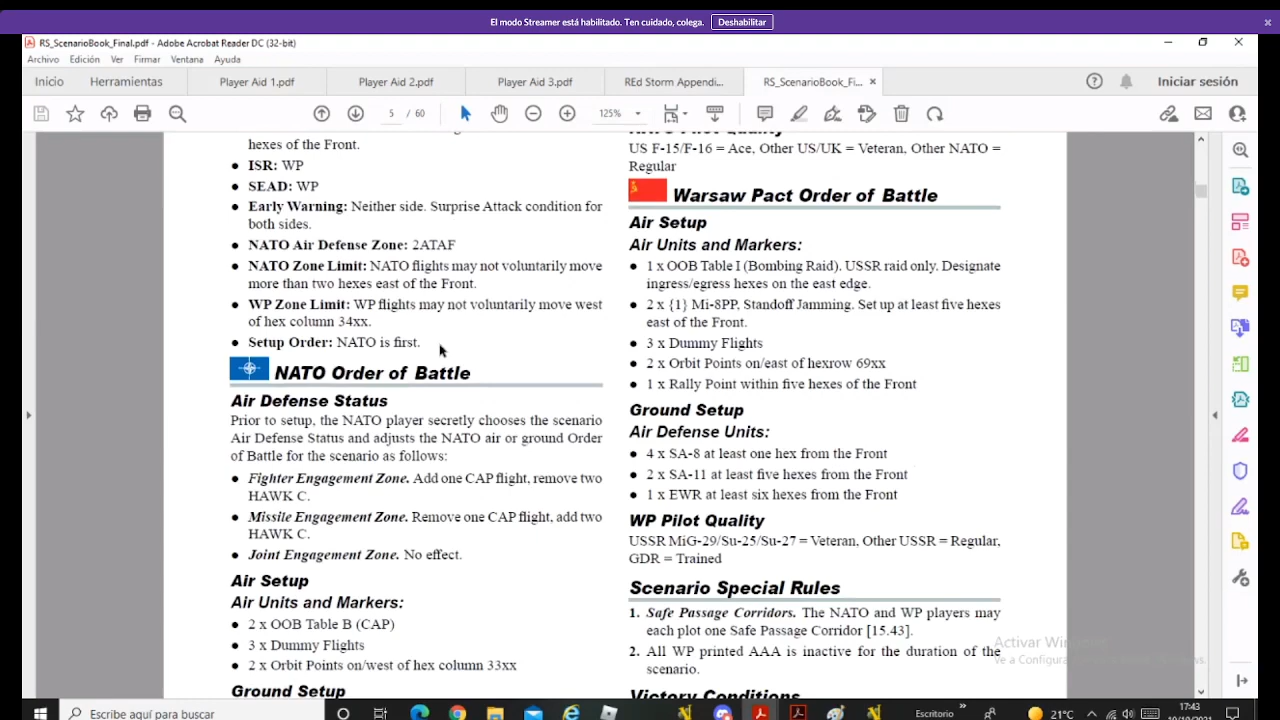 El modo Streamer está habilitado. Ten cuidado, colega. Deshabilitar
RS_ScenarioBook_Final.pdf - Adobe Acrobat Reader DC (32-bit)
Archivo Edición Ver Firmar Ventana Ayuda
Inicio Herramientas Player Aid 1.pdf Player Aid 2.pdf Player Aid 3.pdf REd Storm Appendi... RS_ScenarioBook_Fi... Iniciar sesión
5 / 60 125%
hexes of the Front.
• ISR: WP
• SEAD: WP
• Early Warning: Neither side. Surprise Attack condition for
both sides.
• NATO Air Defense Zone: 2ATAF
• NATO Zone Limit: NATO flights may not voluntarily move
more than two hexes east of the Front.
• WP Zone Limit: WP flights may not voluntarily move west
of hex column 34xx.
• Setup Order: NATO is first.
NATO Order of Battle
Air Defense Status
Prior to setup, the NATO player secretly chooses the scenario
Air Defense Status and adjusts the NATO air or ground Order
of Battle for the scenario as follows:
• Fighter Engagement Zone. Add one CAP flight, remove two
HAWK C.
• Missile Engagement Zone. Remove one CAP flight, add two
HAWK C.
• Joint Engagement Zone. No effect.
Air Setup
Air Units and Markers:
• 2 x OOB Table B (CAP)
• 3 x Dummy Flights
• 2 x Orbit Points on/west of hex column 33xx
Ground Setup
NATO Pilot Quality
US F-15/F-16 = Ace, Other US/UK = Veteran, Other NATO =
Regular
Warsaw Pact Order of Battle
Air Setup
Air Units and Markers:
• 1 x OOB Table I (Bombing Raid). USSR raid only. Designate
ingress/egress hexes on the east edge.
• 2 x {1} Mi-8PP, Standoff Jamming. Set up at least five hexes
east of the Front.
• 3 x Dummy Flights
• 2 x Orbit Points on/east of hexrow 69xx
• 1 x Rally Point within five hexes of the Front
Ground Setup
Air Defense Units:
• 4 x SA-8 at least one hex from the Front
• 2 x SA-11 at least five hexes from the Front
• 1 x EWR at least six hexes from the Front
WP Pilot Quality
USSR MiG-29/Su-25/Su-27 = Veteran, Other USSR = Regular,
GDR = Trained
Scenario Special Rules
1. Safe Passage Corridors. The NATO and WP players may
each plot one Safe Passage Corridor [15.43].
2. All WP printed AAA is inactive for the duration of the
scenario.
Victory Conditions
Activar Win
Ve a Configura
Escribe aquí para buscar
Escritorio
21°C
17:43
10/10/2021